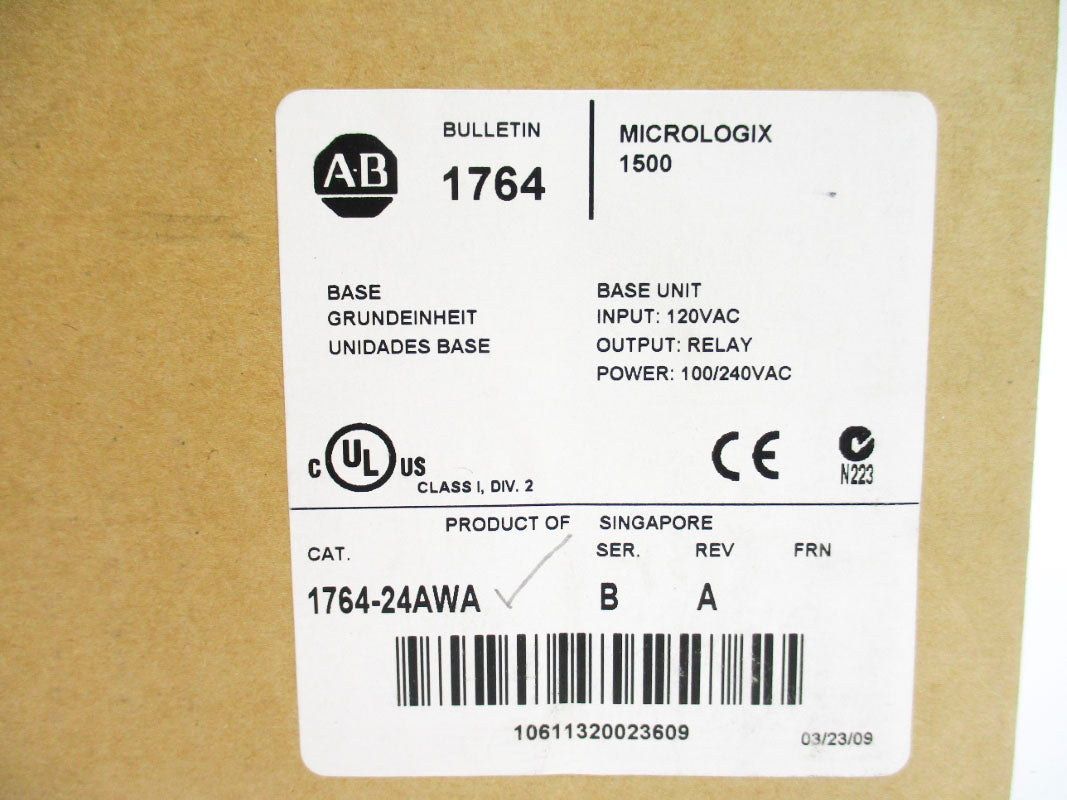 A·B
BULLETIN
1764
MICROLOGIX
1500
BASE
GRUNDEINHEIT
UNIDADES BASE
BASE UNIT
INPUT: 120VAC
OUTPUT: RELAY
POWER: 100/240VAC
C UL US
CLASS I, DIV. 2
CE
N223
PRODUCT OF SINGAPORE
CAT. SER. REV FRN
1764-24AWA B A
10611320023609
03/23/09